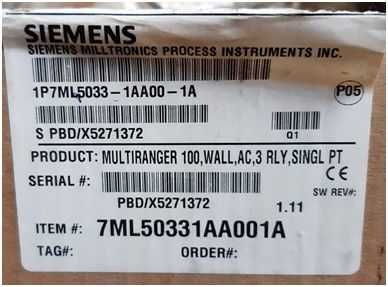 SIEMENS
SIEMENS MILLTRONICS PROCESS INSTRUMENTS INC.
1P7ML5033-1AA00-1A
P05
S PBD/X5271372
Q1
PRODUCT: MULTIRANGER 100,WALL,AC,3 RLY,SINGL PT
SERIAL #:
CE
SW REV#:
PBD/X5271372
1.11
ITEM #: 7ML50331AA001A
TAG#: ORDER#: